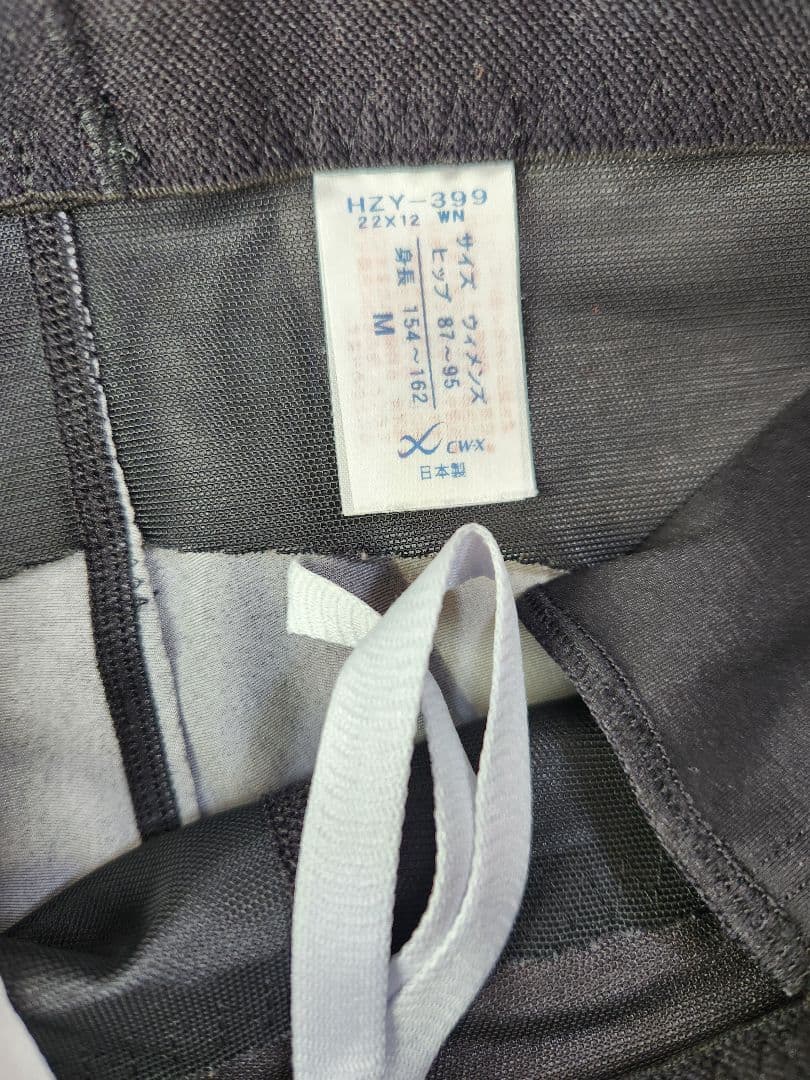 HZY-399
22X12 WN
サイズ ウィメンズ
ヒップ 87～95
身長 154～162
M
CW-X
日本製